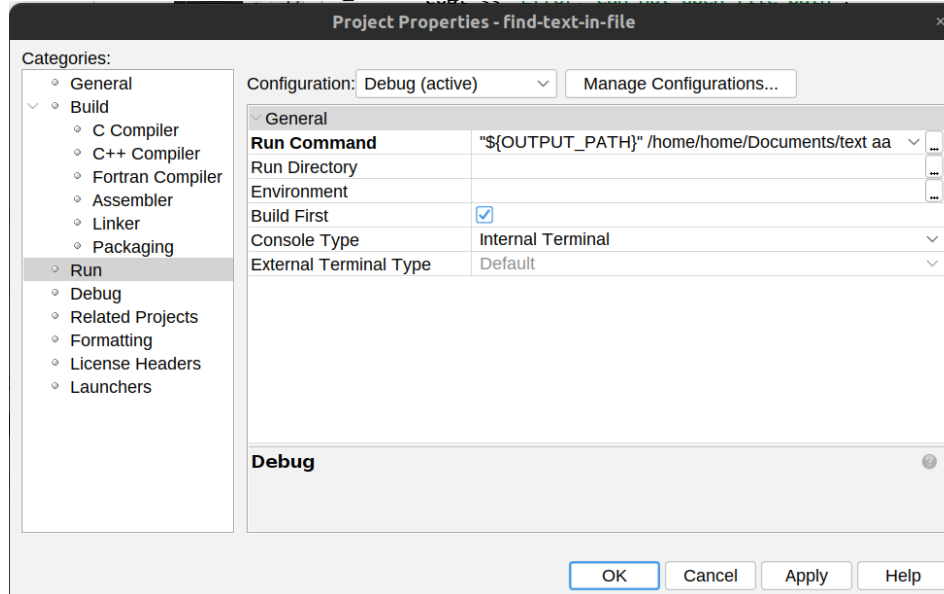 Project Properties - find-text-in-file
Categories:
General
Build
C Compiler
C++ Compiler
Fortran Compiler
Assembler
Linker
Packaging
Run
Debug
Related Projects
Formatting
License Headers
Launchers
Configuration: Debug (active) Manage Configurations...
General
Run Command "${OUTPUT_PATH}" /home/home/Documents/text aa ...
Run Directory ...
Environment ...
Build First
Console Type Internal Terminal
External Terminal Type Default
Debug
OK Cancel Apply Help